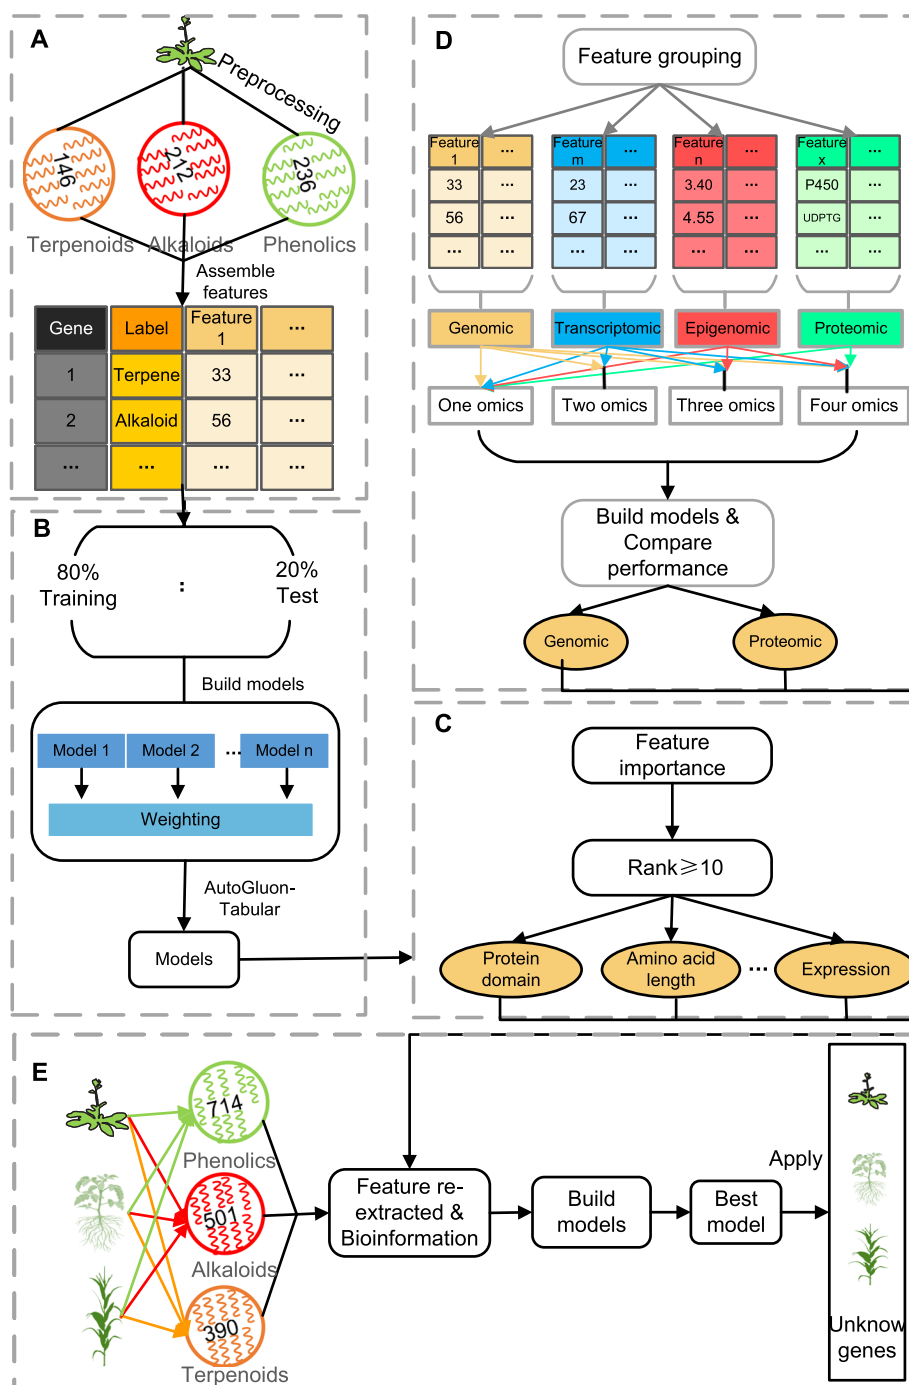 A
Preprocessing
146
212
236
Terpenoids
Alkaloids
Phenolics
Assemble
features
Gene
Label
Feature
1
...
1
Terpene
33
...
2
Alkaloid
56
...
...
...
...
...
B
80%
Training
:
20%
Test
Build models
Model 1
Model 2
...
Model n
Weighting
AutoGluon-
Tabular
Models
D
Feature grouping
Feature
1
...
33
...
56
...
...
...
Feature
m
...
23
...
67
...
...
...
Feature
n
...
3.40
...
4.55
...
...
...
Feature
x
...
P450
...
UDPTG
...
...
...
Genomic
Transcriptomic
Epigenomic
Proteomic
One omics
Two omics
Three omics
Four omics
Build models &
Compare
performance
Genomic
Proteomic
C
Feature
importance
Rank≥10
Protein
domain
Amino acid
length
...
Expression
E
714
Phenolics
501
Alkaloids
390
Terpenoids
Feature re-
extracted &
Bioinformation
Build
models
Best
model
Apply
Unknow
genes